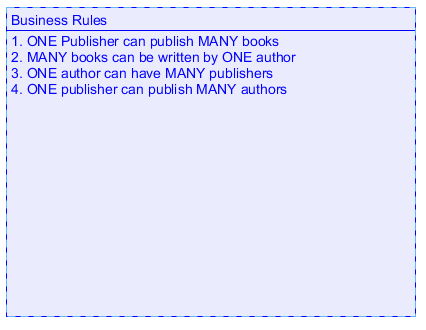 Business Rules
1. ONE Publisher can publish MANY books
2. MANY books can be written by ONE author
3. ONE author can have MANY publishers
4. ONE publisher can publish MANY authors